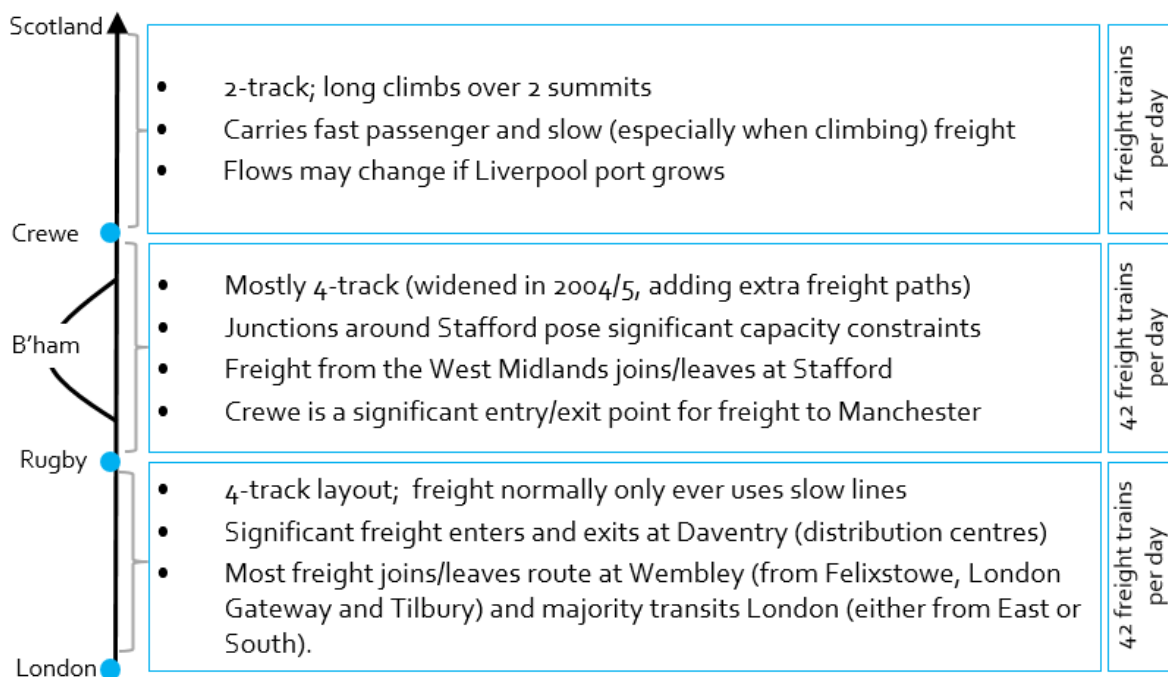 Scotland
• 2-track; long climbs over 2 summits
• Carries fast passenger and slow (especially when climbing) freight
• Flows may change if Liverpool port grows
21 freight trains
per day
Crewe
• Mostly 4-track (widened in 2004/5, adding extra freight paths)
• Junctions around Stafford pose significant capacity constraints
• Freight from the West Midlands joins/leaves at Stafford
• Crewe is a significant entry/exit point for freight to Manchester
42 freight trains
per day
B'ham
Rugby
• 4-track layout;  freight normally only ever uses slow lines
• Significant freight enters and exits at Daventry (distribution centres)
• Most freight joins/leaves route at Wembley (from Felixstowe, London
Gateway and Tilbury) and majority transits London (either from East or
South).
42 freight trains
per day
London